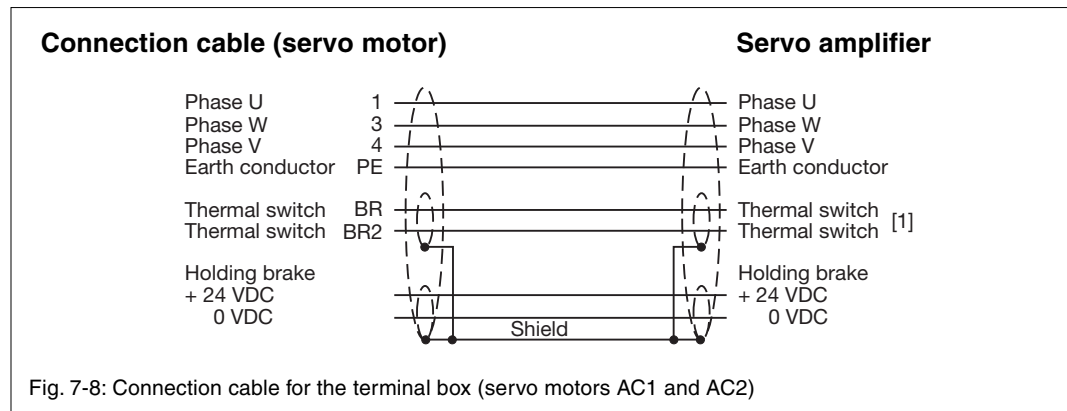 Connection cable (servo motor) Servo amplifier
Phase U 1 Phase U
Phase W 3 Phase W
Phase V 4 Phase V
Earth conductor PE Earth conductor
Thermal switch BR Thermal switch
Thermal switch BR2 Thermal switch [1]
Holding brake Holding brake
+ 24 VDC + 24 VDC
0 VDC 0 VDC
Shield
Fig. 7-8: Connection cable for the terminal box (servo motors AC1 and AC2)